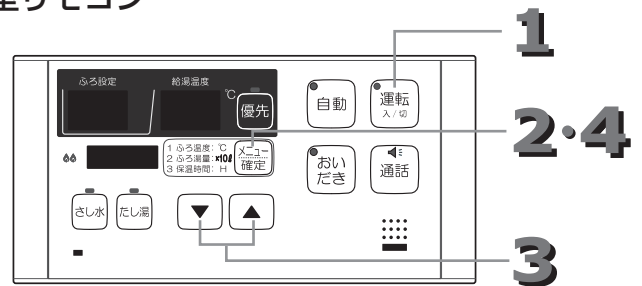 リモコン
1
ふろ設定
給湯温度
℃
優先
自動
運転
入/切
2・4
1 ふろ温度: ℃
2 ふろ湯量: x10ℓ
3 保温時間: H
メニュー
確定
おい
だき
通話
さし水
たし湯
▼
▲
3